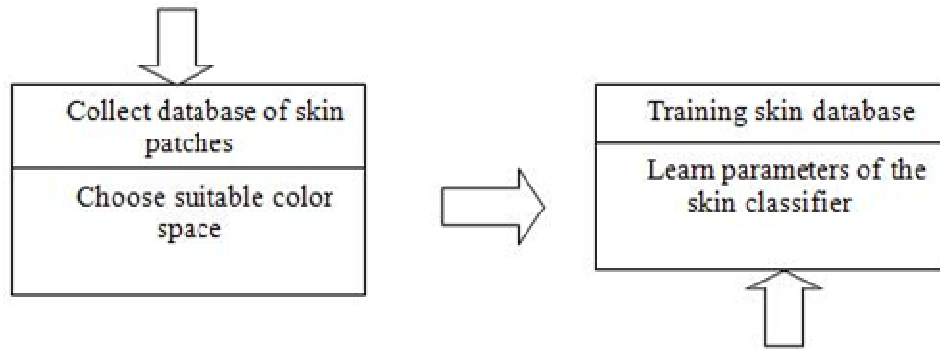 Collect database of skin
patches
Choose suitable color
space
Training skin database
Learn parameters of the
skin classifier